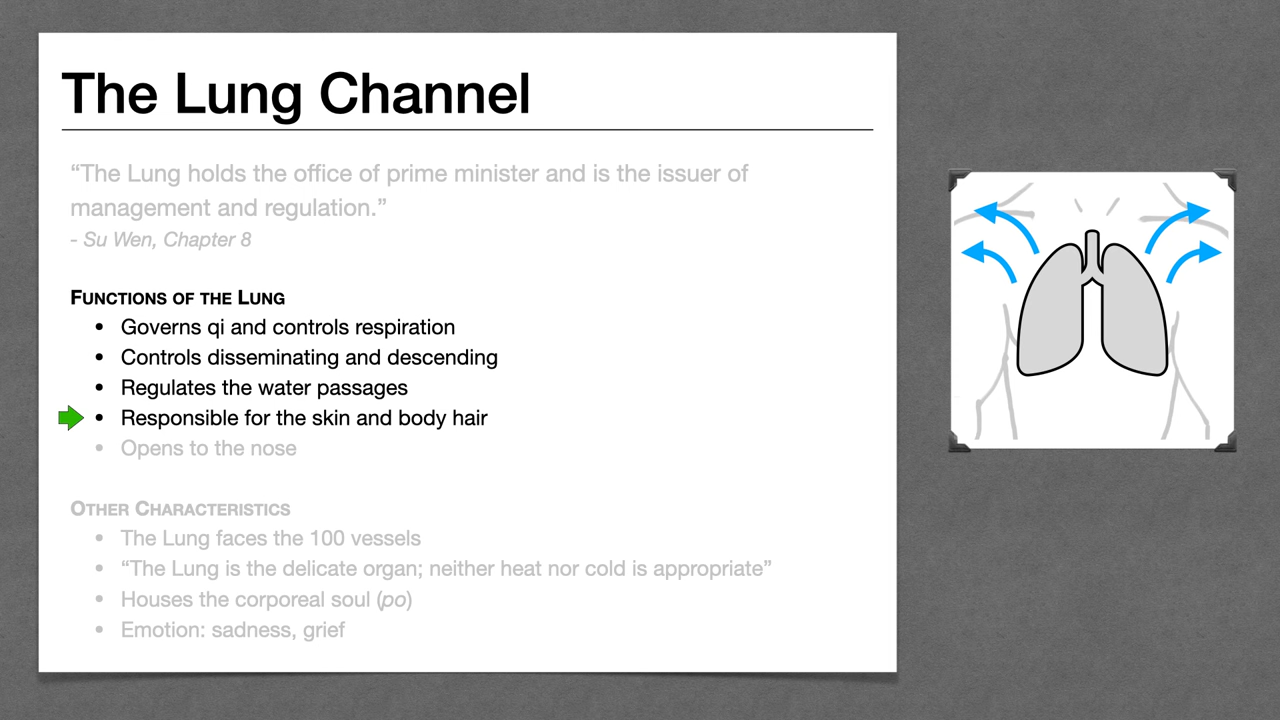 The Lung Channel
“The Lung holds the office of prime minister and is the issuer of
management and regulation.”
- Su Wen, Chapter 8
FUNCTIONS OF THE LUNG
• Governs qi and controls respiration
• Controls disseminating and descending
• Regulates the water passages
• Responsible for the skin and body hair
• Opens to the nose
OTHER CHARACTERISTICS
• The Lung faces the 100 vessels
• “The Lung is the delicate organ; neither heat nor cold is appropriate”
• Houses the corporeal soul (po)
• Emotion: sadness, grief